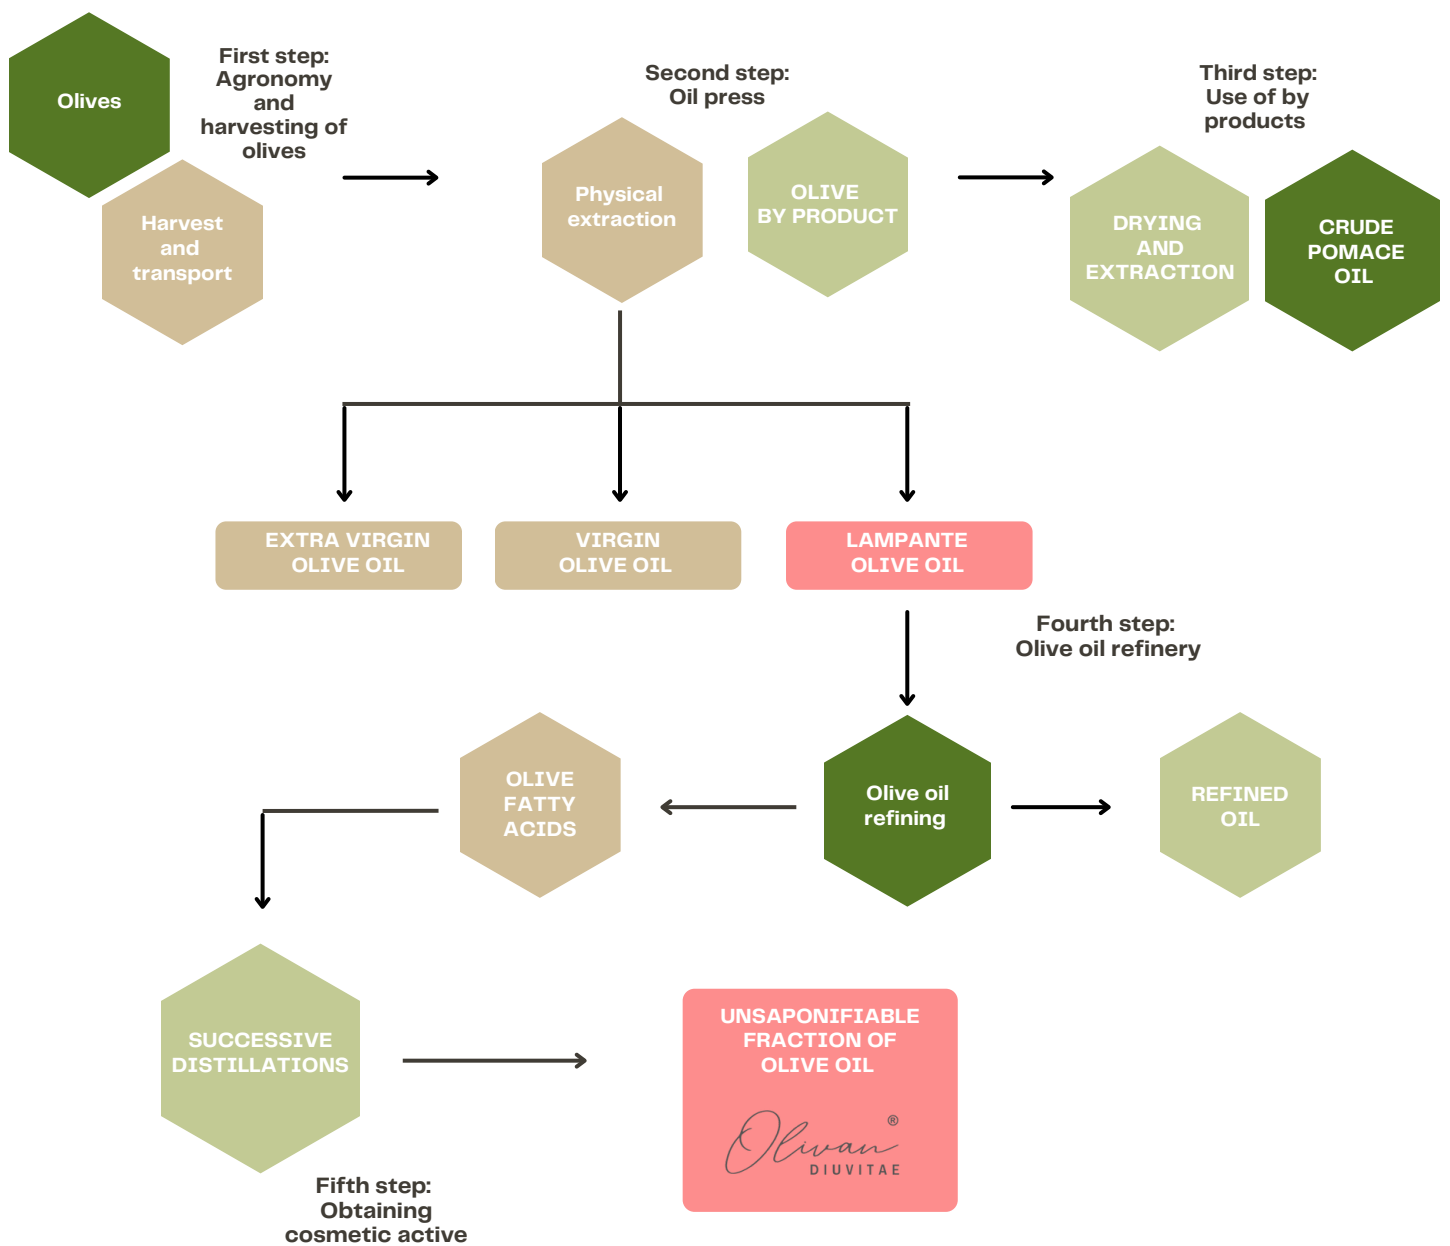 Olives
First step:
Agronomy
and
harvesting of
olives
Harvest
and
transport
Second step:
Oil press
Physical
extraction
OLIVE
BY PRODUCT
Third step:
Use of by
products
DRYING
AND
EXTRACTION
CRUDE
POMACE
OIL
EXTRA VIRGIN
OLIVE OIL
VIRGIN
OLIVE OIL
LAMPANTE
OLIVE OIL
Fourth step:
Olive oil refinery
OLIVE
FATTY
ACIDS
Olive oil
refining
REFINED
OIL
SUCCESSIVE
DISTILLATIONS
UNSAPONIFIABLE
FRACTION OF
OLIVE OIL
Olivan®
DIUVITAE
Fifth step:
Obtaining
cosmetic active